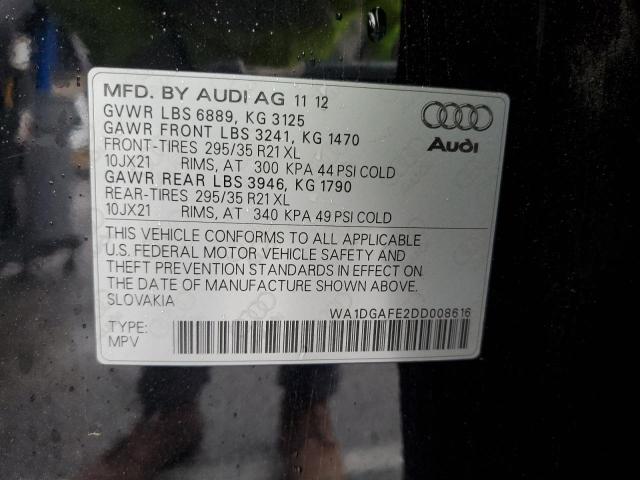 MFD. BY AUDI AG 11 12
GVWR LBS 6889, KG 3125
GAWR FRONT LBS 3241, KG 1470
FRONT-TIRES 295/35 R21 XL
10JX21 RIMS, AT 300 KPA 44 PSI COLD
GAWR REAR LBS 3946, KG 1790
REAR-TIRES 295/35 R21 XL
10JX21 RIMS, AT 340 KPA 49 PSI COLD
Audi
THIS VEHICLE CONFORMS TO ALL APPLICABLE
U.S. FEDERAL MOTOR VEHICLE SAFETY AND
THEFT PREVENTION STANDARDS IN EFFECT ON
THE DATE OF MANUFACTURE SHOWN ABOVE.
SLOVAKIA
WA1DGAFE2DD008616
TYPE:
MPV